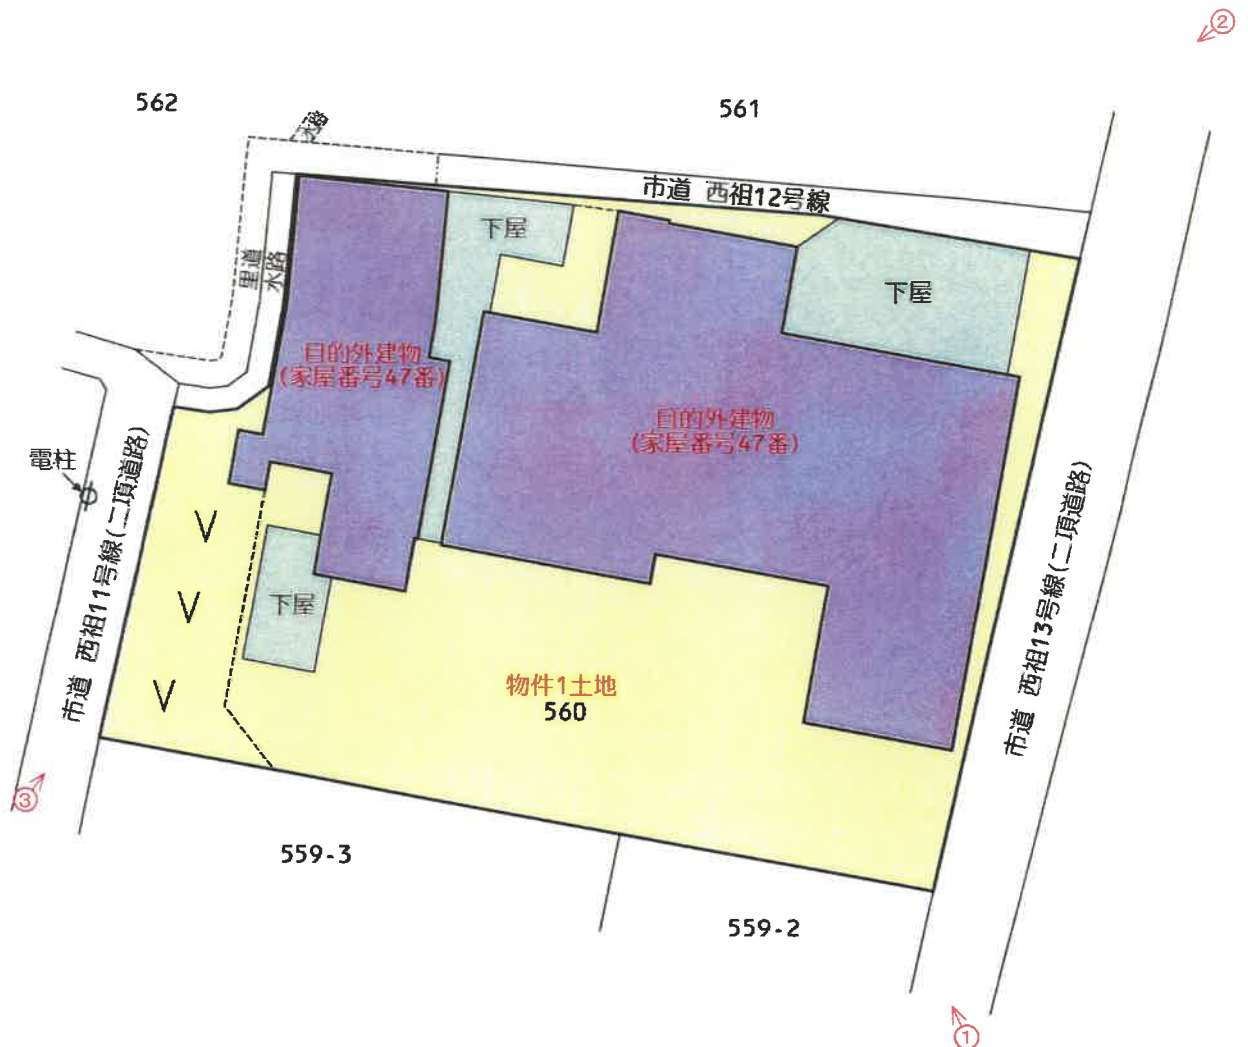 ②
562
水路
561
市道 西祖12号線
下屋
下屋
里道
水路
目的外建物
(家屋番号47番)
目的外建物
(家屋番号47番)
電柱
市道 西祖11号線(二項道路)
市道 西祖13号線(二項道路)
下屋
物件1土地
560
③
559-3
559-2
①